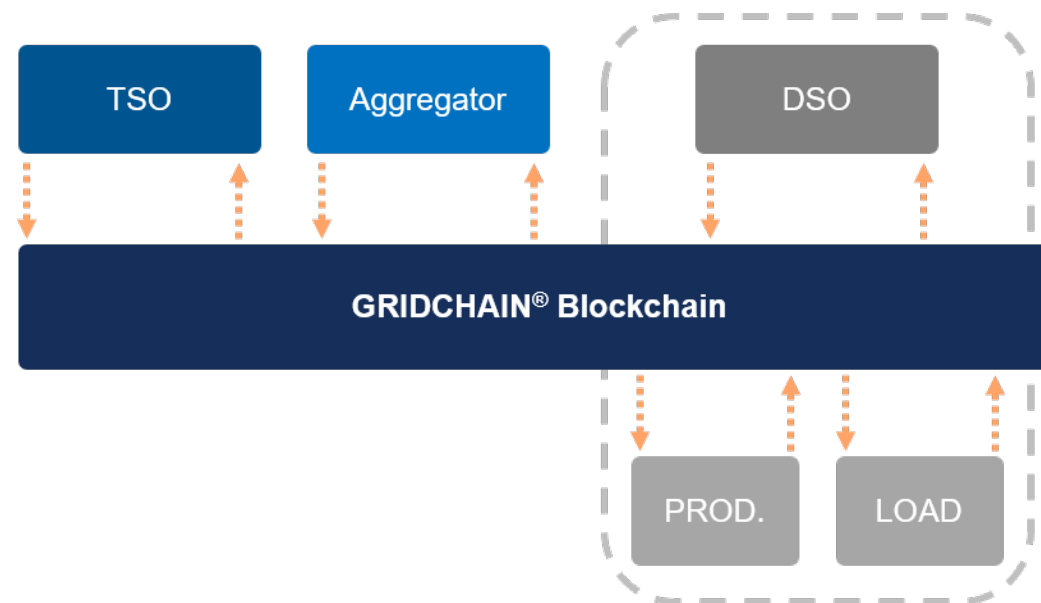 TSO
Aggregator
DSO
GRIDCHAIN® Blockchain
PROD.
LOAD